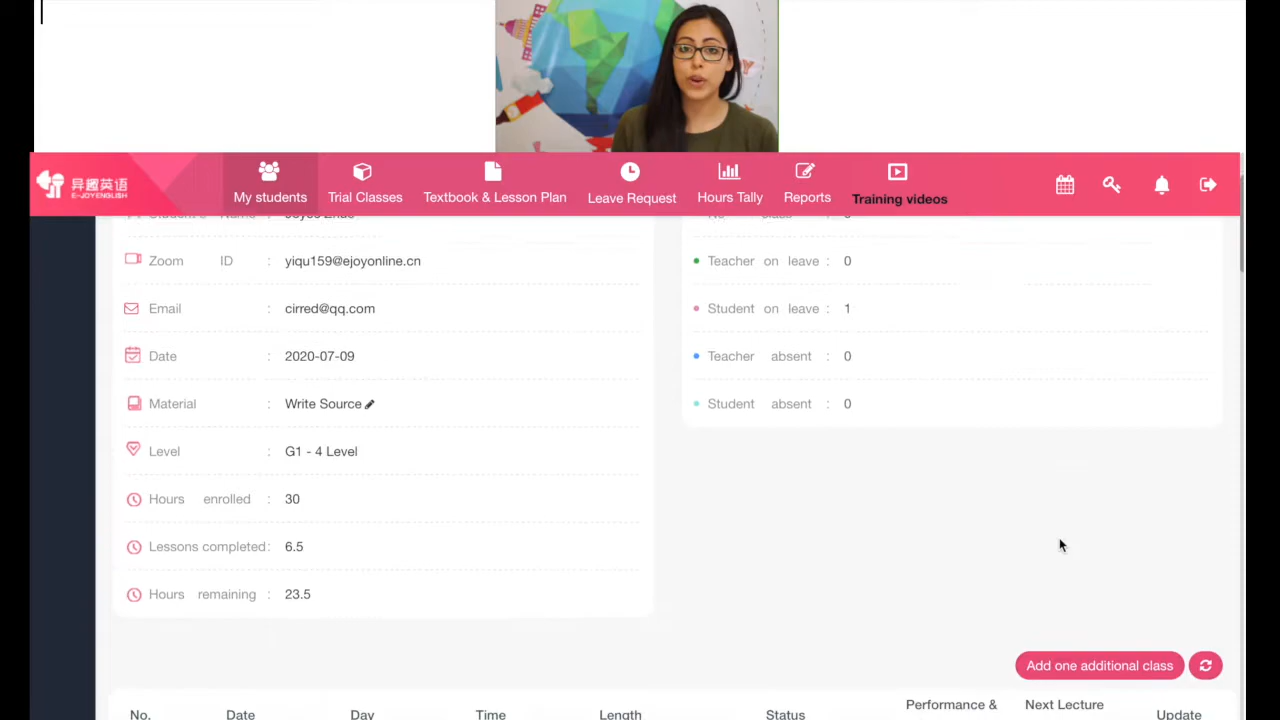 异趣英语
E-JOYENGLISH
My students
Trial Classes
Textbook & Lesson Plan
Leave Request
Hours Tally
Reports
Training videos
Zoom ID : yiqu159@ejoyonline.cn
Email : cirred@qq.com
Date : 2020-07-09
Material : Write Source
Level : G1 - 4 Level
Hours enrolled : 30
Lessons completed : 6.5
Hours remaining : 23.5
Teacher on leave : 0
Student on leave : 1
Teacher absent : 0
Student absent : 0
Add one additional class
No. Date Day Time Length Status Performance & Next Lecture Update